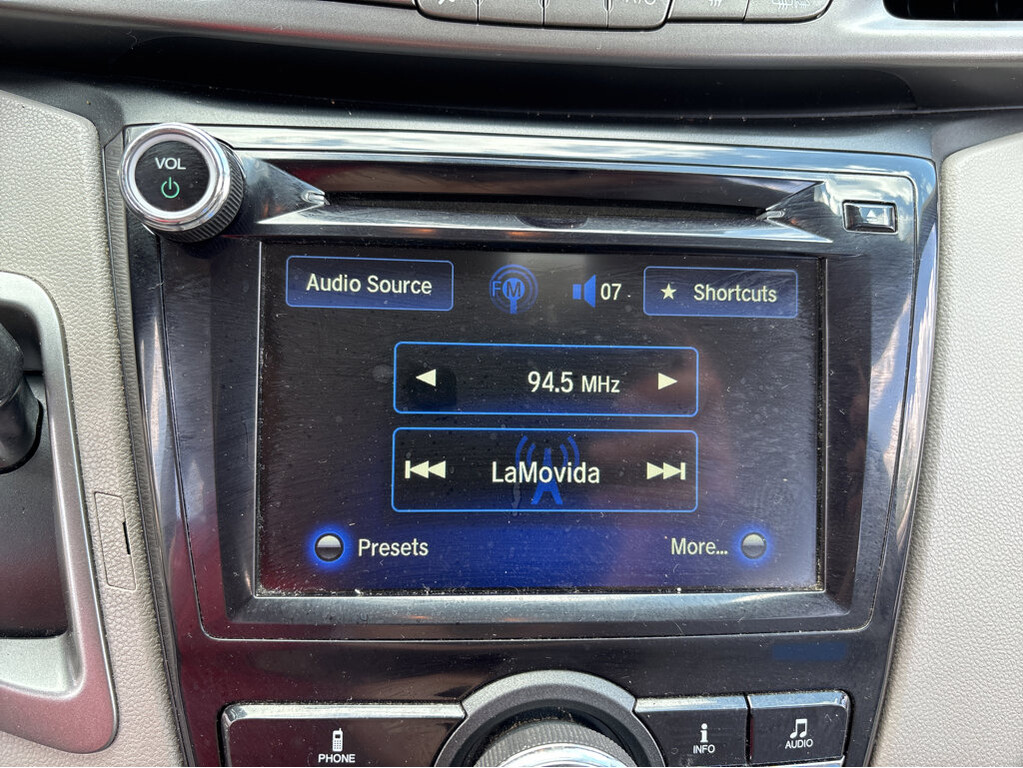 VOL
Audio Source
FM
07
★ Shortcuts
94.5 MHz
LaMovida
Presets
More...
PHONE
INFO
AUDIO